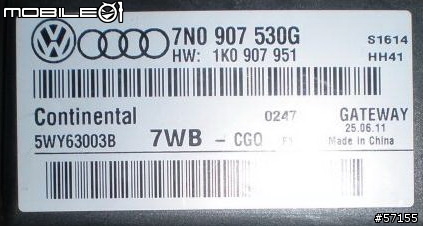 mobile01
7N0 907 530G S1614
HW: 1K0 907 951 HH41
Continental 0247 GATEWAY
5WY63003B 7WB - CGO 25.06.11
Made in China
#57155